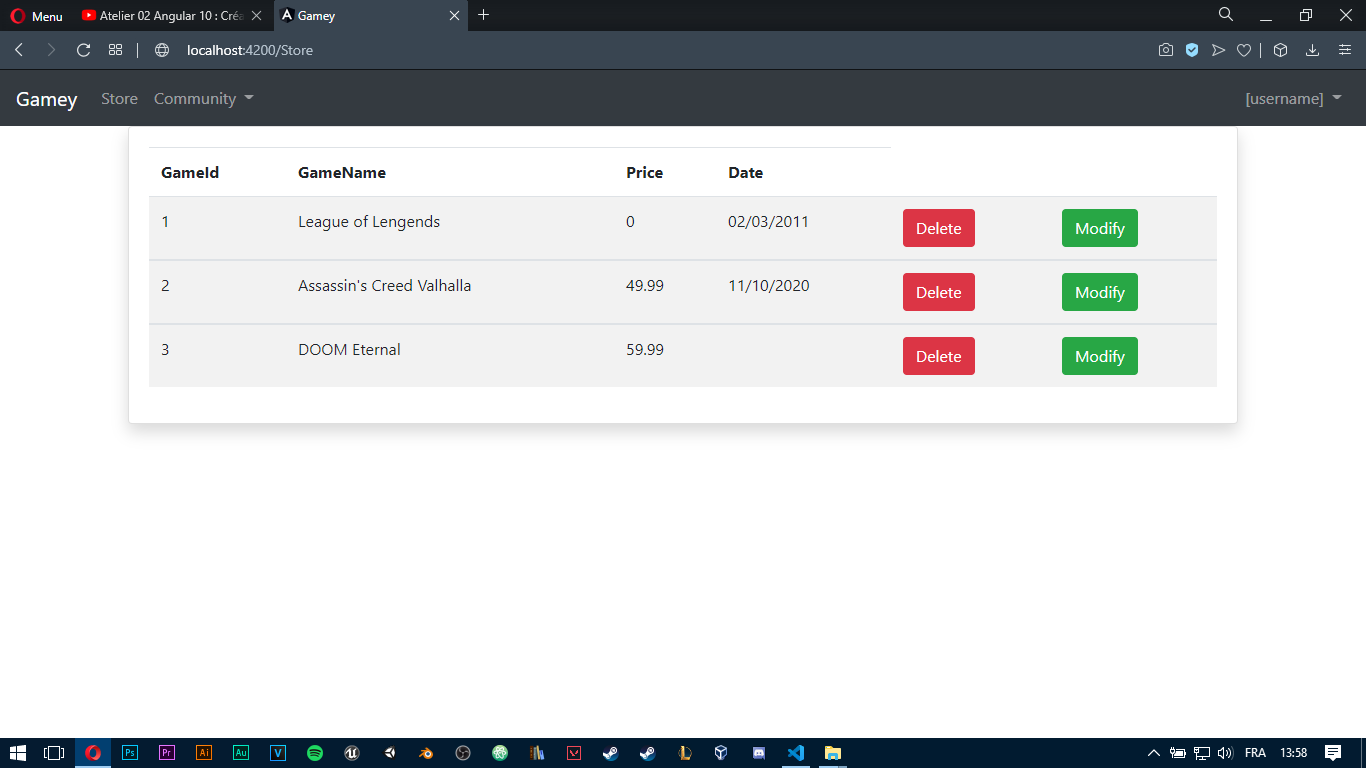 Menu
Atelier 02 Angular 10 : Créa
Gamey
localhost:4200/Store
Gamey Store Community [username]
GameId GameName Price Date
1 League of Lengends 0 02/03/2011 Delete Modify
2 Assassin's Creed Valhalla 49.99 11/10/2020 Delete Modify
3 DOOM Eternal 59.99 Delete Modify
Ps Pr Ai Au V FRA 13:58